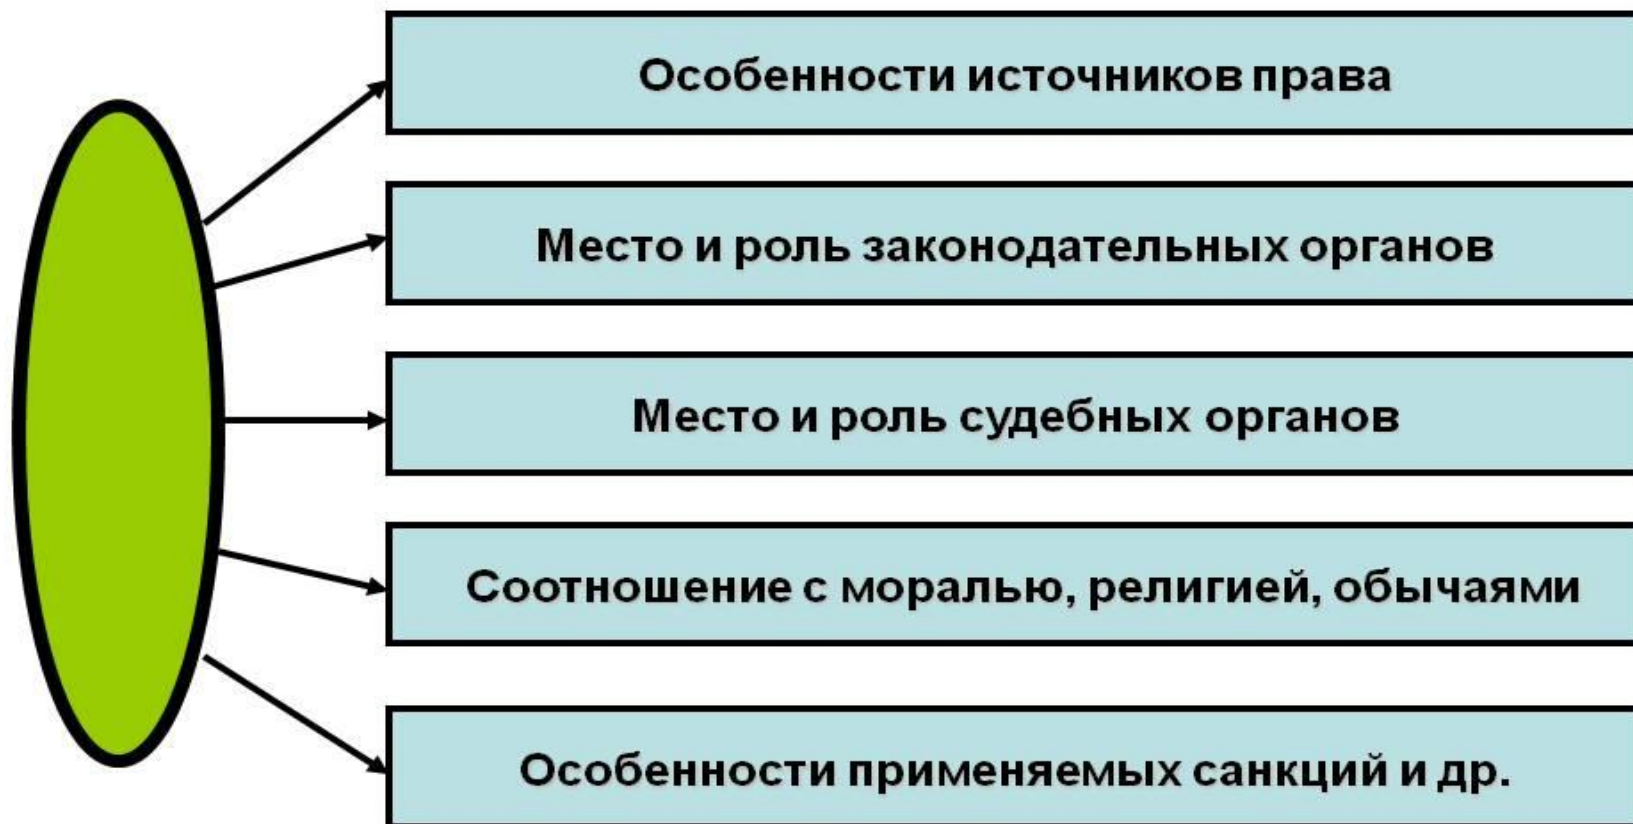 Особенности источников права
Место и роль законодательных органов
Место и роль судебных органов
Соотношение с моралью, религией, обычаями
Особенности применяемых санкций и др.